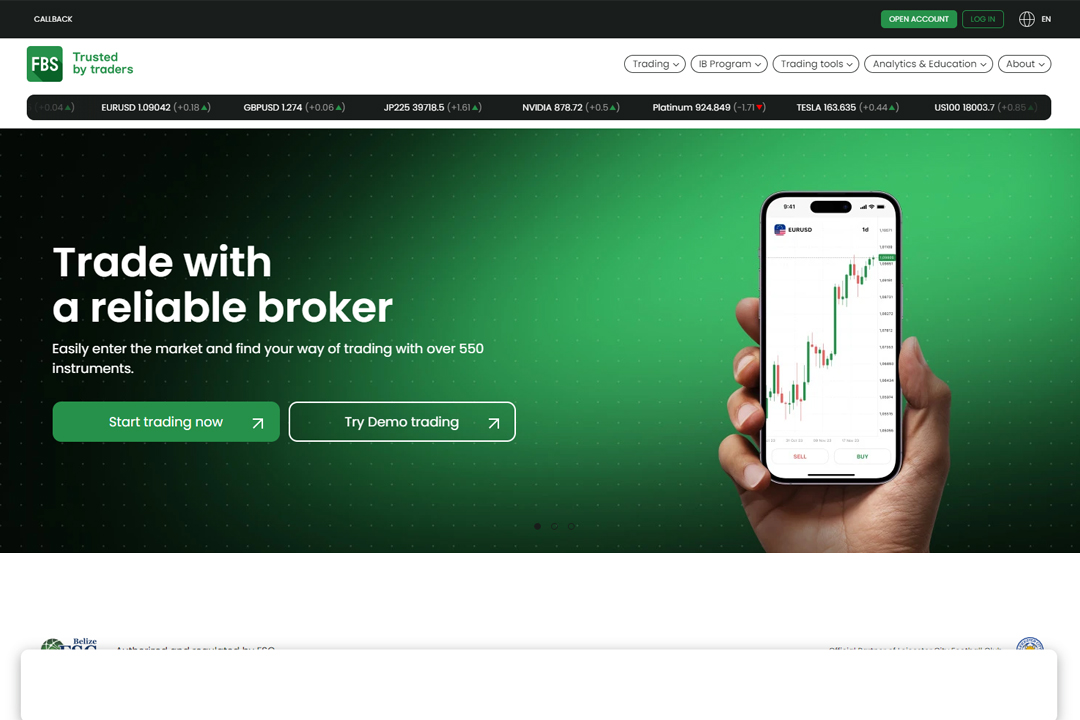 CALLBACK
OPEN ACCOUNT
LOG IN
EN
FBS
Trusted
by traders
Trading
IB Program
Trading tools
Analytics & Education
About
(+0.04▲)
EURUSD 1.09042 (+0.18▲)
GBPUSD 1.274 (+0.06▲)
JP225 39718.5 (+1.61▲)
NVIDIA 878.72 (+0.5▲)
Platinum 924.849 (-1.71▼)
TESLA 163.635 (+0.44▲)
US100 18003.7 (+0.85▲)
Trade with
a reliable broker
Easily enter the market and find your way of trading with over 550
instruments.
Start trading now
Try Demo trading
9:41
EURUSD
1d
SELL
BUY
Belize
FSC
Authorised and regulated by FSC
Official Partner of Leicester City Football Club